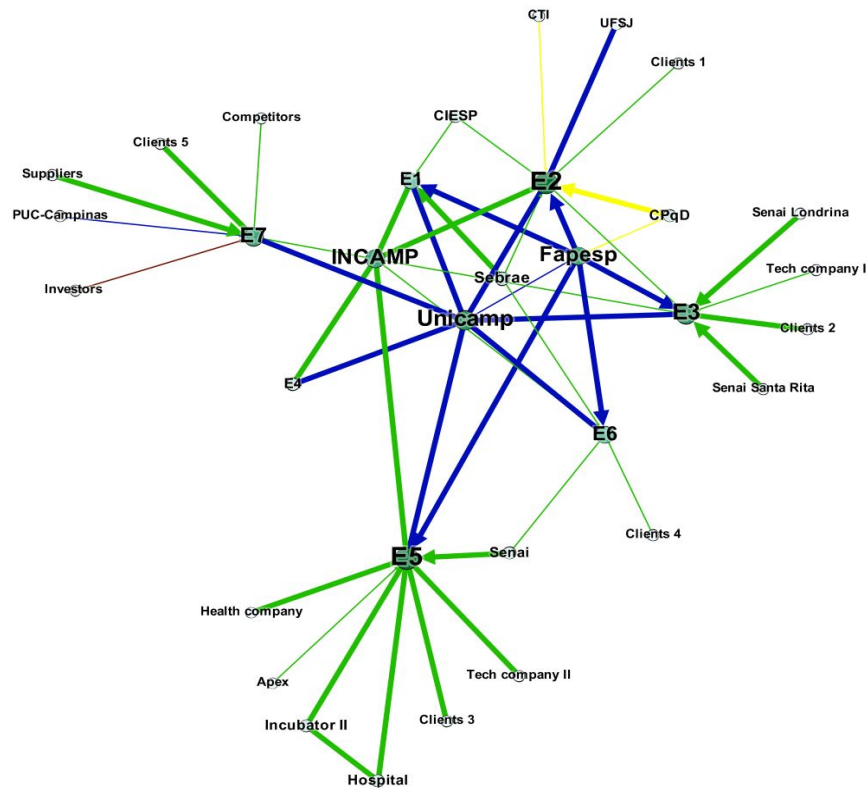 CTI
UFSJ
Clients 1
Competitors
CIESP
Clients 5
Suppliers
E1
E2
PUC-Campinas
CPqD
Senai Londrina
E7
INCAMP
Fapesp
Tech company I
Sebrae
Investors
Unicamp
E3
Clients 2
E4
Senai Santa Rita
E6
Clients 4
E5
Senai
Health company
Apex
Tech company II
Incubator II
Clients 3
Hospital